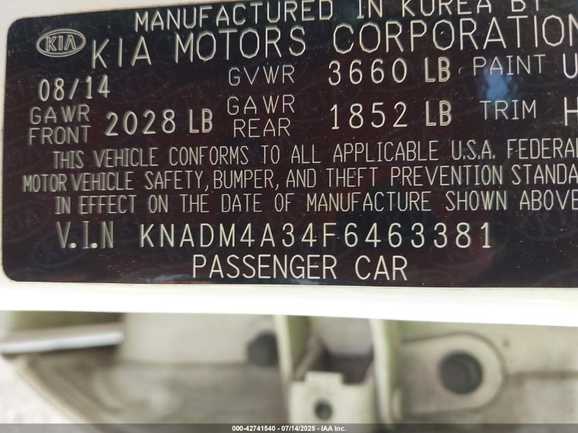 MANUFACTURED IN KOREA BY
KIA KIA MOTORS CORPORATION
08/14 GVWR 3660 LB PAINT U
GAWR FRONT 2028 LB GAWR REAR 1852 LB TRIM H
THIS VEHICLE CONFORMS TO ALL APPLICABLE U.S.A. FEDERAL
MOTOR VEHICLE SAFETY, BUMPER, AND THEFT PREVENTION STANDA
IN EFFECT ON THE DATE OF MANUFACTURE SHOWN ABOVE
V.I.N KNADM4A34F6463381
PASSENGER CAR
000-42741540 - 07/14/2025 - IAA Inc.